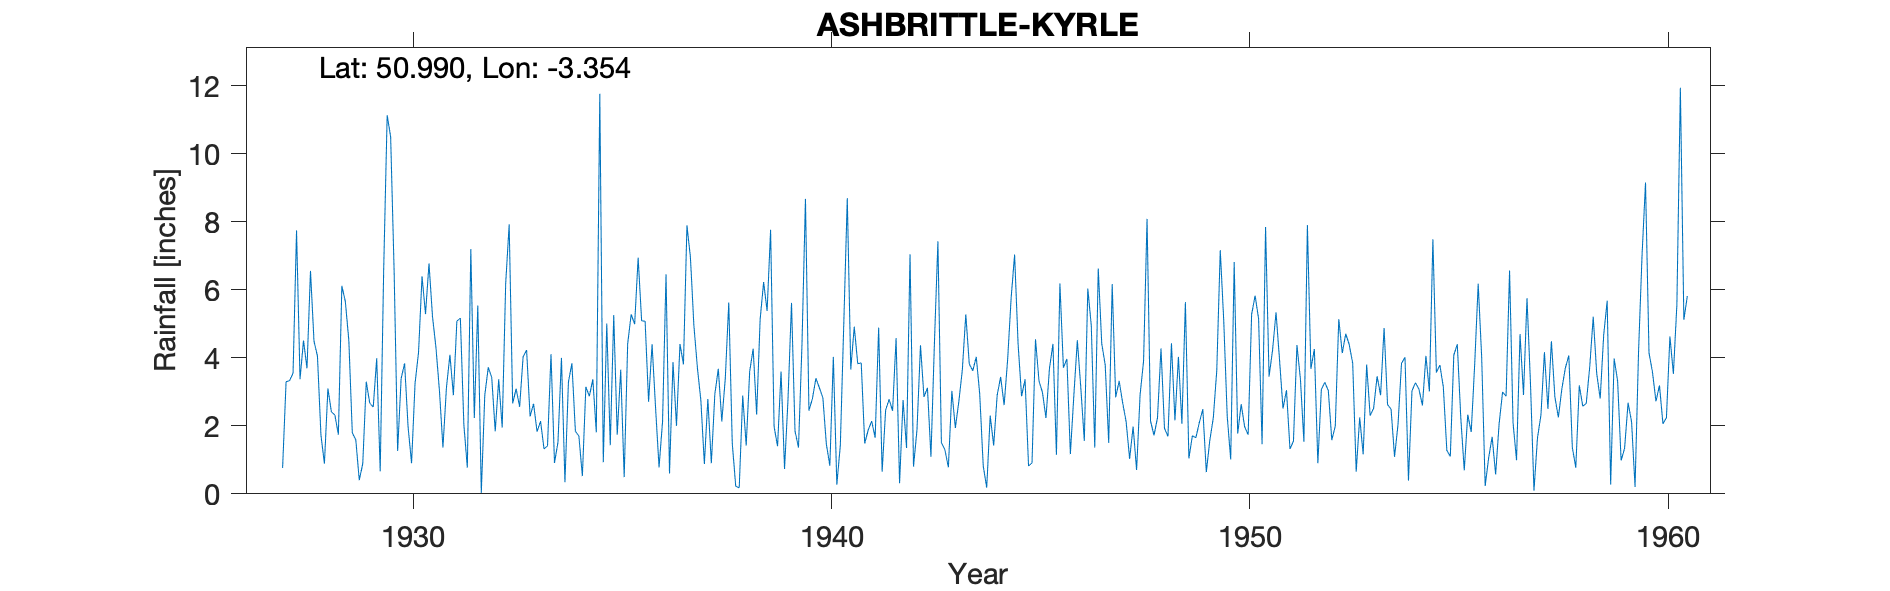 ASHBRITTLE-KYRLE
Lat: 50.990, Lon: -3.354
12
10
8
6
4
2
0
Rainfall [inches]
1930 1940 1950 1960
Year